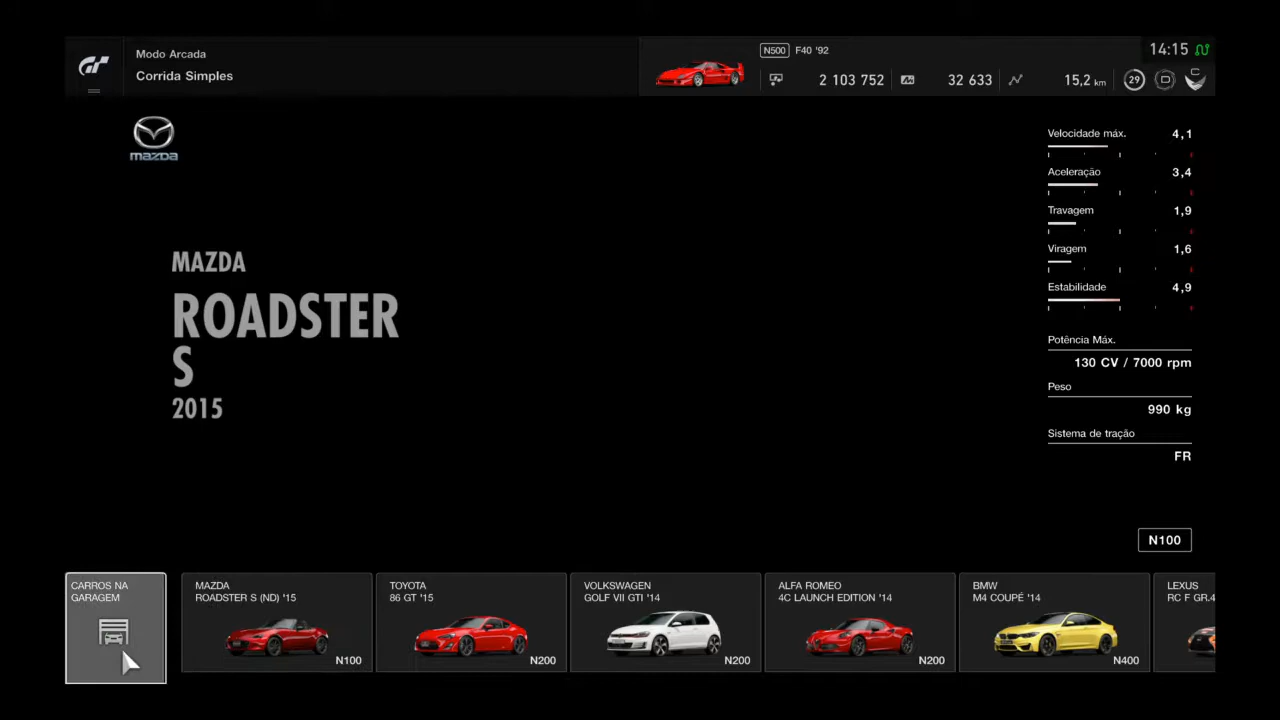 GT
Modo Arcada
Corrida Simples
N500 F40 '92
2 103 752
32 633
15,2 km
29
D
C
14:15
mazda
MAZDA
ROADSTER
S
2015
Velocidade máx. 4,1
Aceleração 3,4
Travagem 1,9
Viragem 1,6
Estabilidade 4,9
Potência Máx.
130 CV / 7000 rpm
Peso
990 kg
Sistema de tração
FR
N100
CARROS NA
GARAGEM
MAZDA
ROADSTER S (ND) '15
N100
TOYOTA
86 GT '15
N200
VOLKSWAGEN
GOLF VII GTI '14
N200
ALFA ROMEO
4C LAUNCH EDITION '14
N200
BMW
M4 COUPÉ '14
N400
LEXUS
RC F GR.4